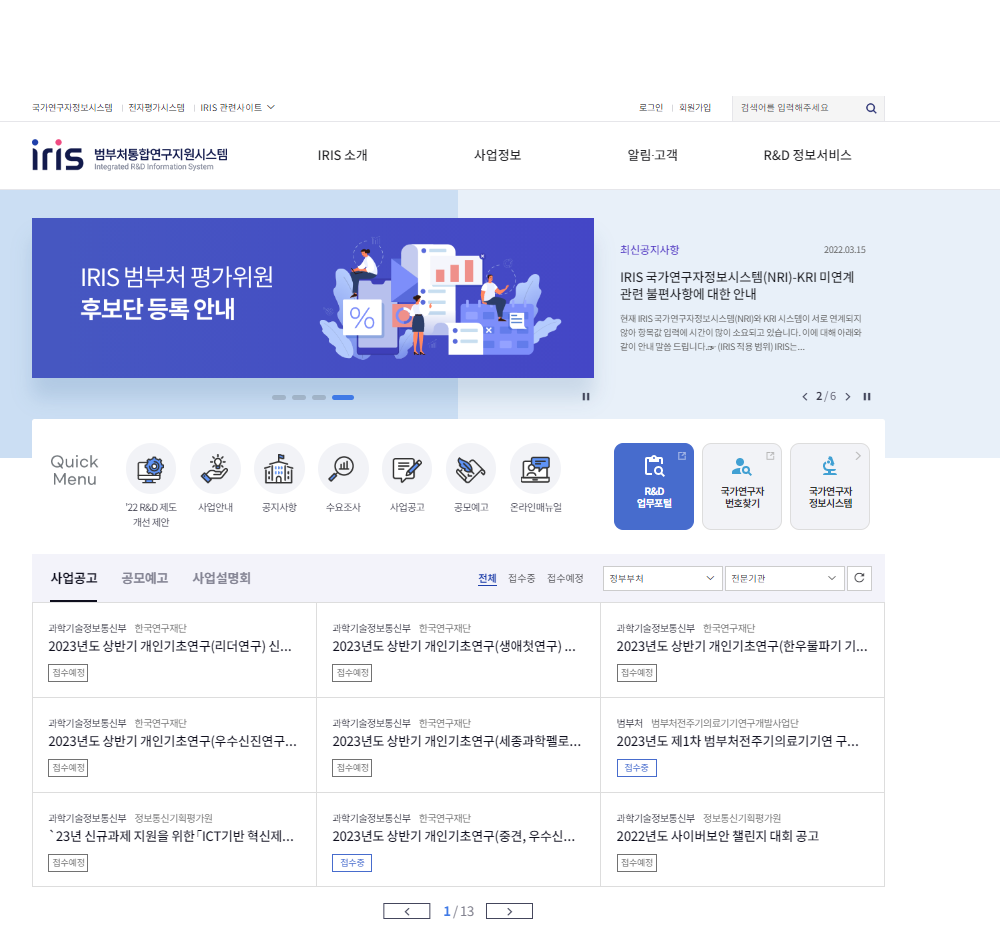 국가연구자정보시스템 전자평가시스템 IRIS 관련사이트 로그인 회원가입 검색어를 입력해주세요
iris 범부처통합연구지원시스템
Integrated R&D Information System
IRIS 소개 사업정보 알림·고객 R&D 정보서비스
IRIS 범부처 평가위원
후보단 등록 안내
%
최신공지사항 2022.03.15
IRIS 국가연구자정보시스템(NRI)-KRI 미연계
관련 불편사항에 대한 안내
현재 IRIS 국가연구자정보시스템(NRI)와 KRI 시스템이 서로 연계되지
않아 항목값 입력에 시간이 많이 소요되고 있습니다. 이에 대해 아래와
같이 안내 말씀 드립니다.☞ (IRIS 적용 범위) IRIS는...
2 / 6
Quick
Menu
'22 R&D 제도
개선 제안
사업안내
공지사항
수요조사
사업공고
공모예고
온라인매뉴얼
R&D
업무포털
국가연구자
번호찾기
국가연구자
정보시스템
사업공고 공모예고 사업설명회 전체 접수중 접수예정 정부부처 전문기관
과학기술정보통신부 한국연구재단
2023년도 상반기 개인기초연구(리더연구) 신...
접수예정
과학기술정보통신부 한국연구재단
2023년도 상반기 개인기초연구(생애첫연구) ...
접수예정
과학기술정보통신부 한국연구재단
2023년도 상반기 개인기초연구(한우물파기 기...
접수예정
과학기술정보통신부 한국연구재단
2023년도 상반기 개인기초연구(우수신진연구...
접수예정
과학기술정보통신부 한국연구재단
2023년도 상반기 개인기초연구(세종과학펠로...
접수예정
범부처 범부처전주기의료기기연구개발사업단
2023년도 제1차 범부처전주기의료기기연 구...
접수중
과학기술정보통신부 정보통신기획평가원
`23년 신규과제 지원을 위한「ICT기반 혁신제...
접수예정
과학기술정보통신부 한국연구재단
2023년도 상반기 개인기초연구(중견, 우수신...
접수중
과학기술정보통신부 정보통신기획평가원
2022년도 사이버보안 챌린지 대회 공고
접수예정
1 / 13